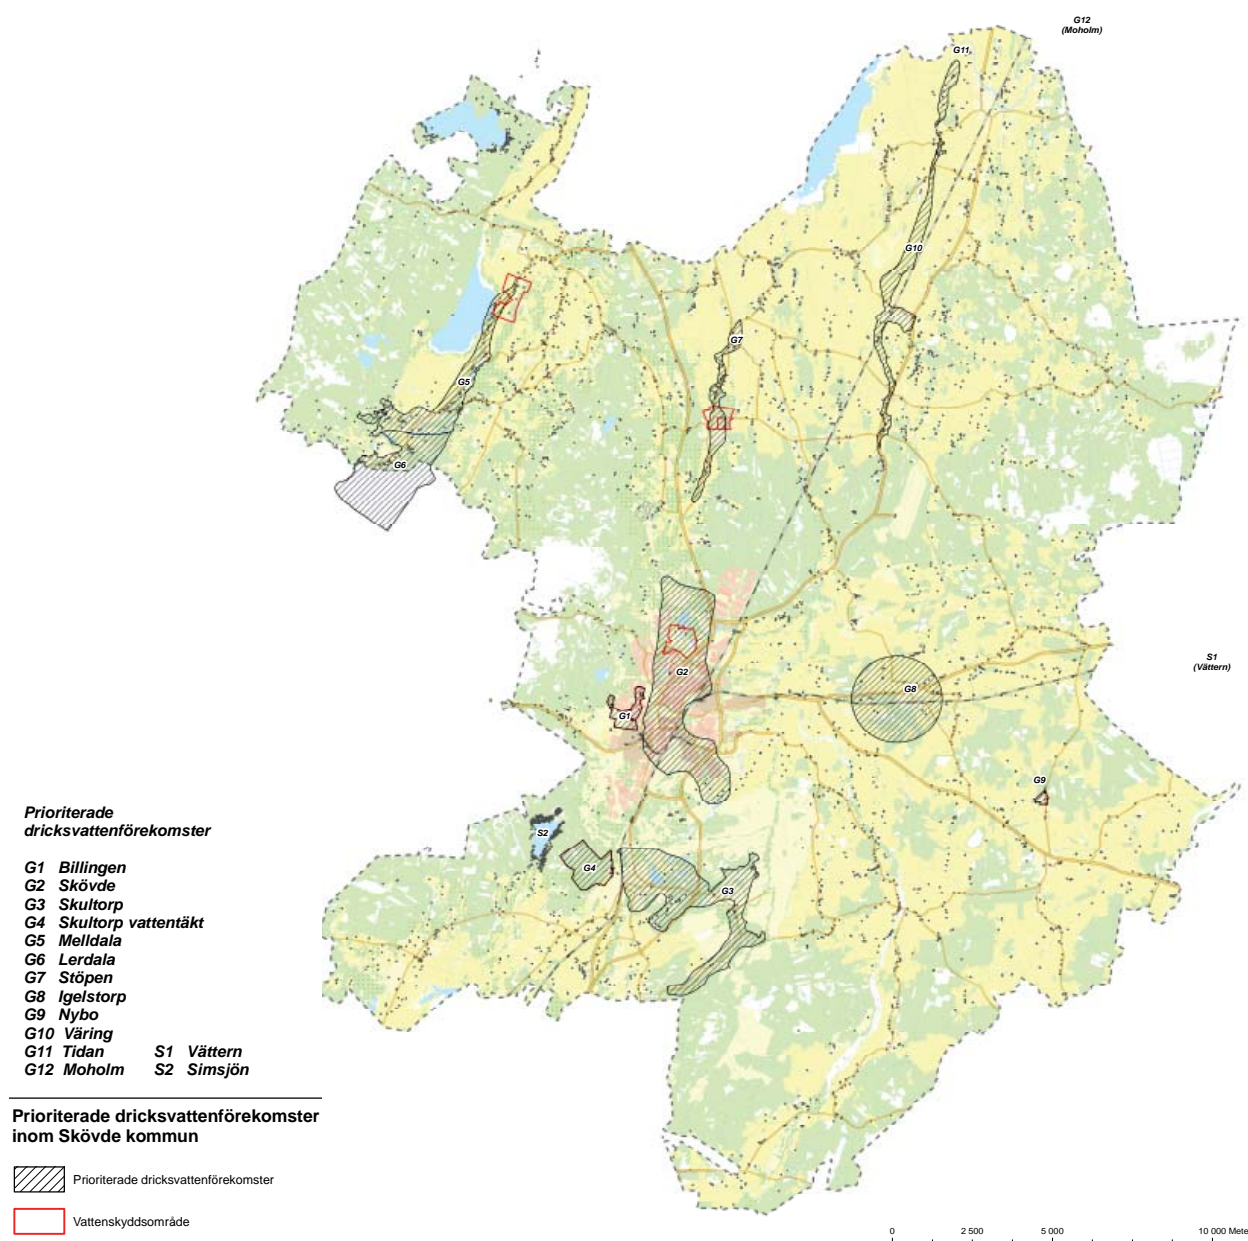 G12
(Moholm)
G11
G10
G7
G5
G6
S1
(Vättern)
G2
G8
G1
G9
S2
G4
G3
Prioriterade
dricksvattenförekomster
G1 Billingen
G2 Skövde
G3 Skultorp
G4 Skultorp vattentäkt
G5 Melldala
G6 Lerdala
G7 Stöpen
G8 Igelstorp
G9 Nybo
G10 Väring
G11 Tidan S1 Vättern
G12 Moholm S2 Simsjön
Prioriterade dricksvattenförekomster
inom Skövde kommun
Prioriterade dricksvattenförekomster
Vattenskyddsområde
0 2 500 5 000 10 000 Mete